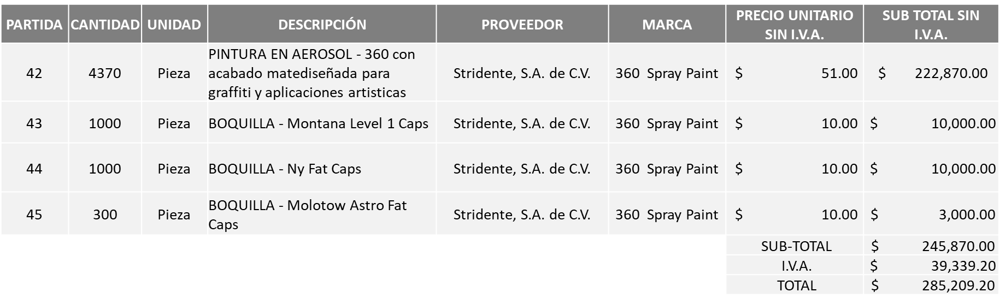 PARTIDA CANTIDAD UNIDAD DESCRIPCIÓN PROVEEDOR MARCA PRECIO UNITARIO SIN I.V.A. SUB TOTAL SIN I.V.A.
42 4370 Pieza PINTURA EN AEROSOL - 360 con
acabado matediseñada para
graffiti y aplicaciones artisticas Stridente, S.A. de C.V. 360 Spray Paint $ 51.00 $ 222,870.00
43 1000 Pieza BOQUILLA - Montana Level 1 Caps Stridente, S.A. de C.V. 360 Spray Paint $ 10.00 $ 10,000.00
44 1000 Pieza BOQUILLA - Ny Fat Caps Stridente, S.A. de C.V. 360 Spray Paint $ 10.00 $ 10,000.00
45 300 Pieza BOQUILLA - Molotow Astro Fat
Caps Stridente, S.A. de C.V. 360 Spray Paint $ 10.00 $ 3,000.00
SUB-TOTAL $ 245,870.00
I.V.A. $ 39,339.20
TOTAL $ 285,209.20